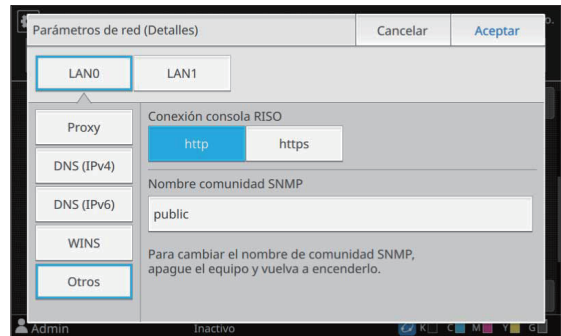 Parámetros de red (Detalles)
Cancelar
Aceptar
LAN0
LAN1
Proxy
DNS (IPv4)
DNS (IPv6)
WINS
Otros
Conexión consola RISO
http
https
Nombre comunidad SNMP
public
Para cambiar el nombre de comunidad SNMP,
apague el equipo y vuelva a encenderlo.
Admin
Inactivo
K
C
M
Y
G